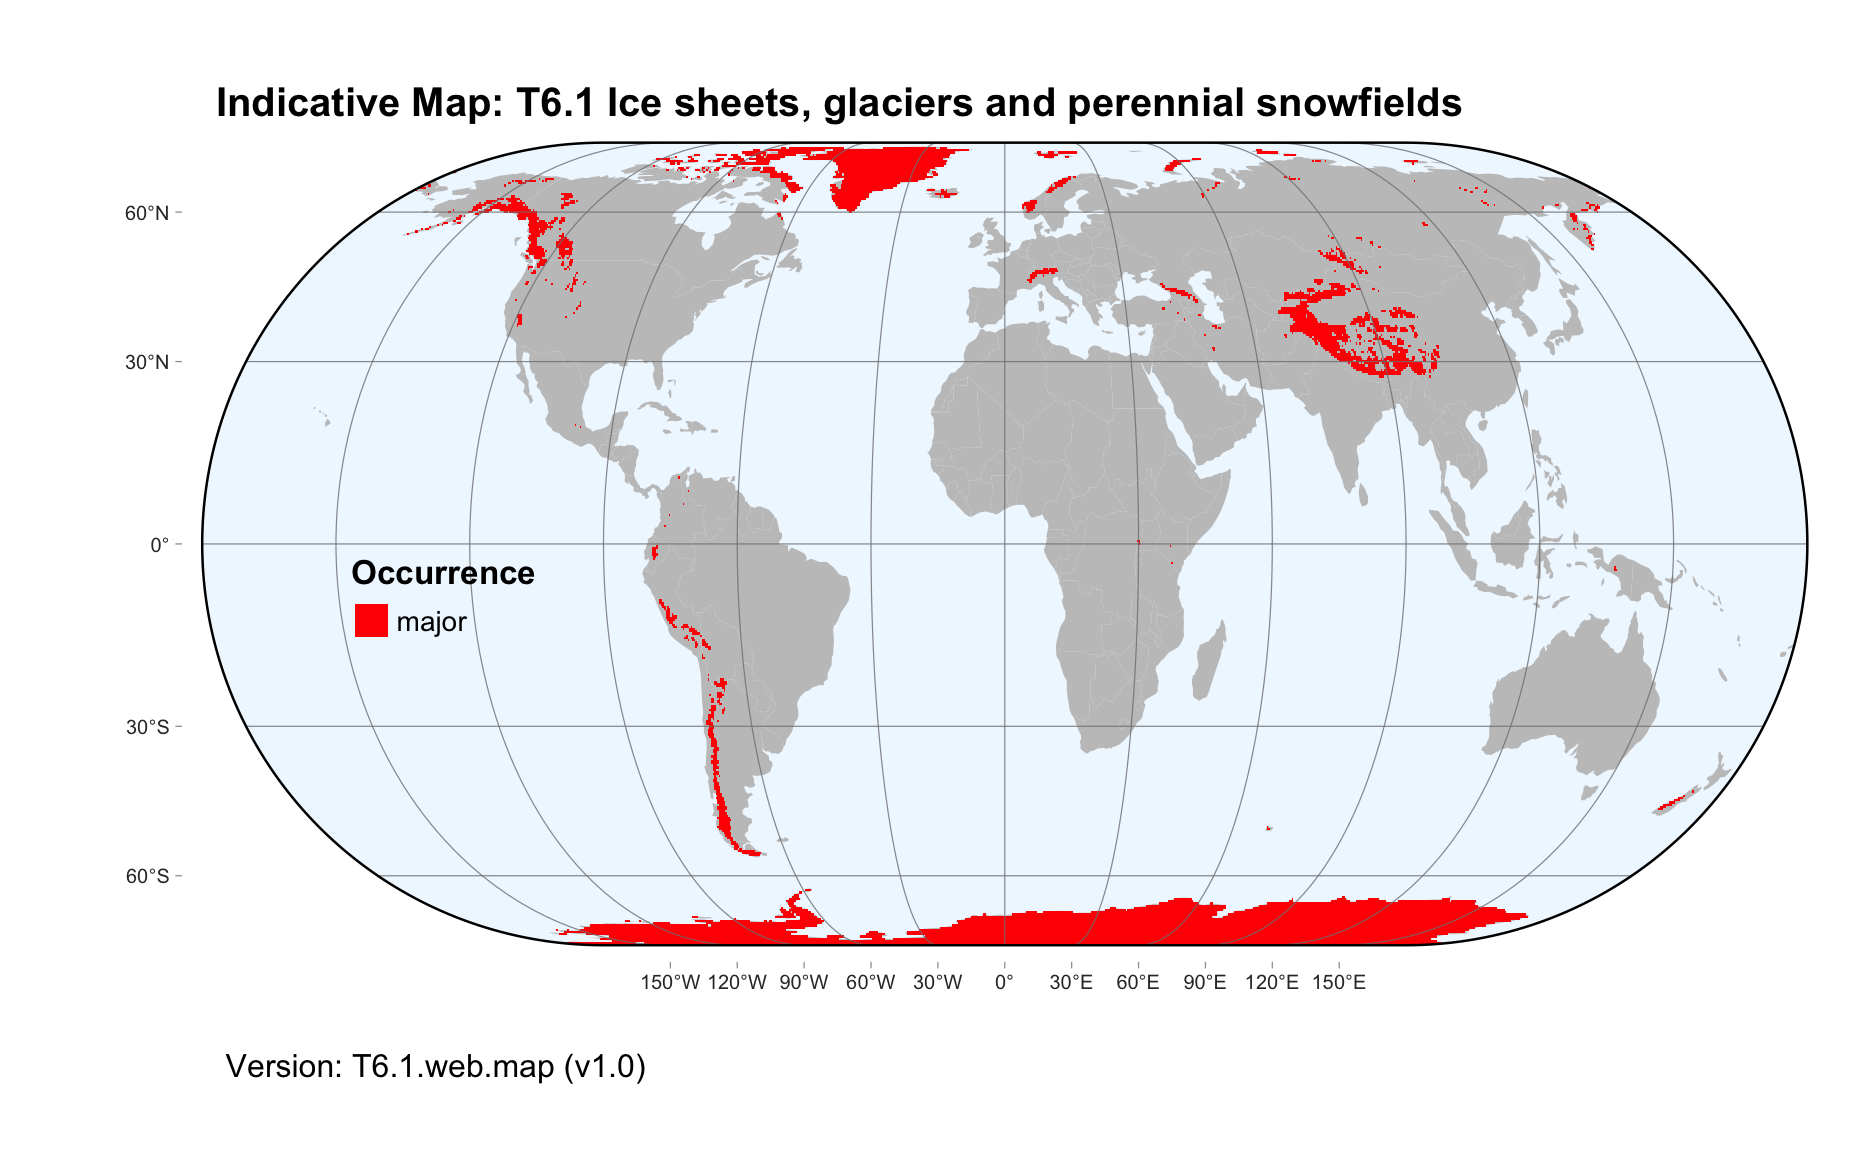 Indicative Map: T6.1 Ice sheets, glaciers and perennial snowfields
60°N
30°N
0°
Occurrence
major
30°S
60°S
150°W 120°W 90°W 60°W 30°W 0° 30°E 60°E 90°E 120°E 150°E
Version: T6.1.web.map (v1.0)